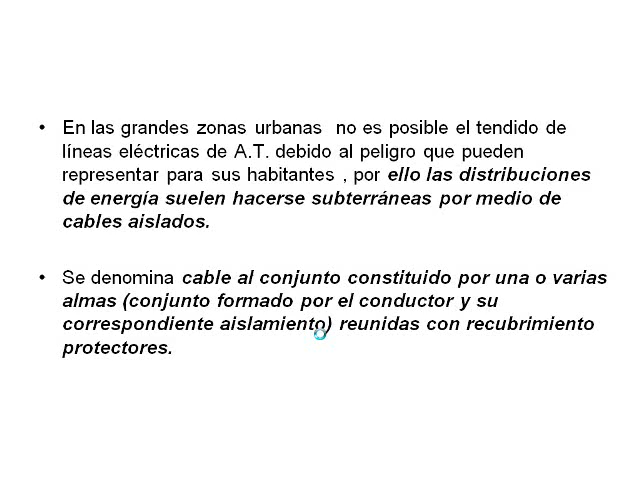 • En las grandes zonas urbanas  no es posible el tendido de
líneas eléctricas de A.T. debido al peligro que pueden
representar para sus habitantes , por ello las distribuciones
de energía suelen hacerse subterráneas por medio de
cables aislados.
• Se denomina cable al conjunto constituido por una o varias
almas (conjunto formado por el conductor y su
correspondiente aislamiento) reunidas con recubrimiento
protectores.